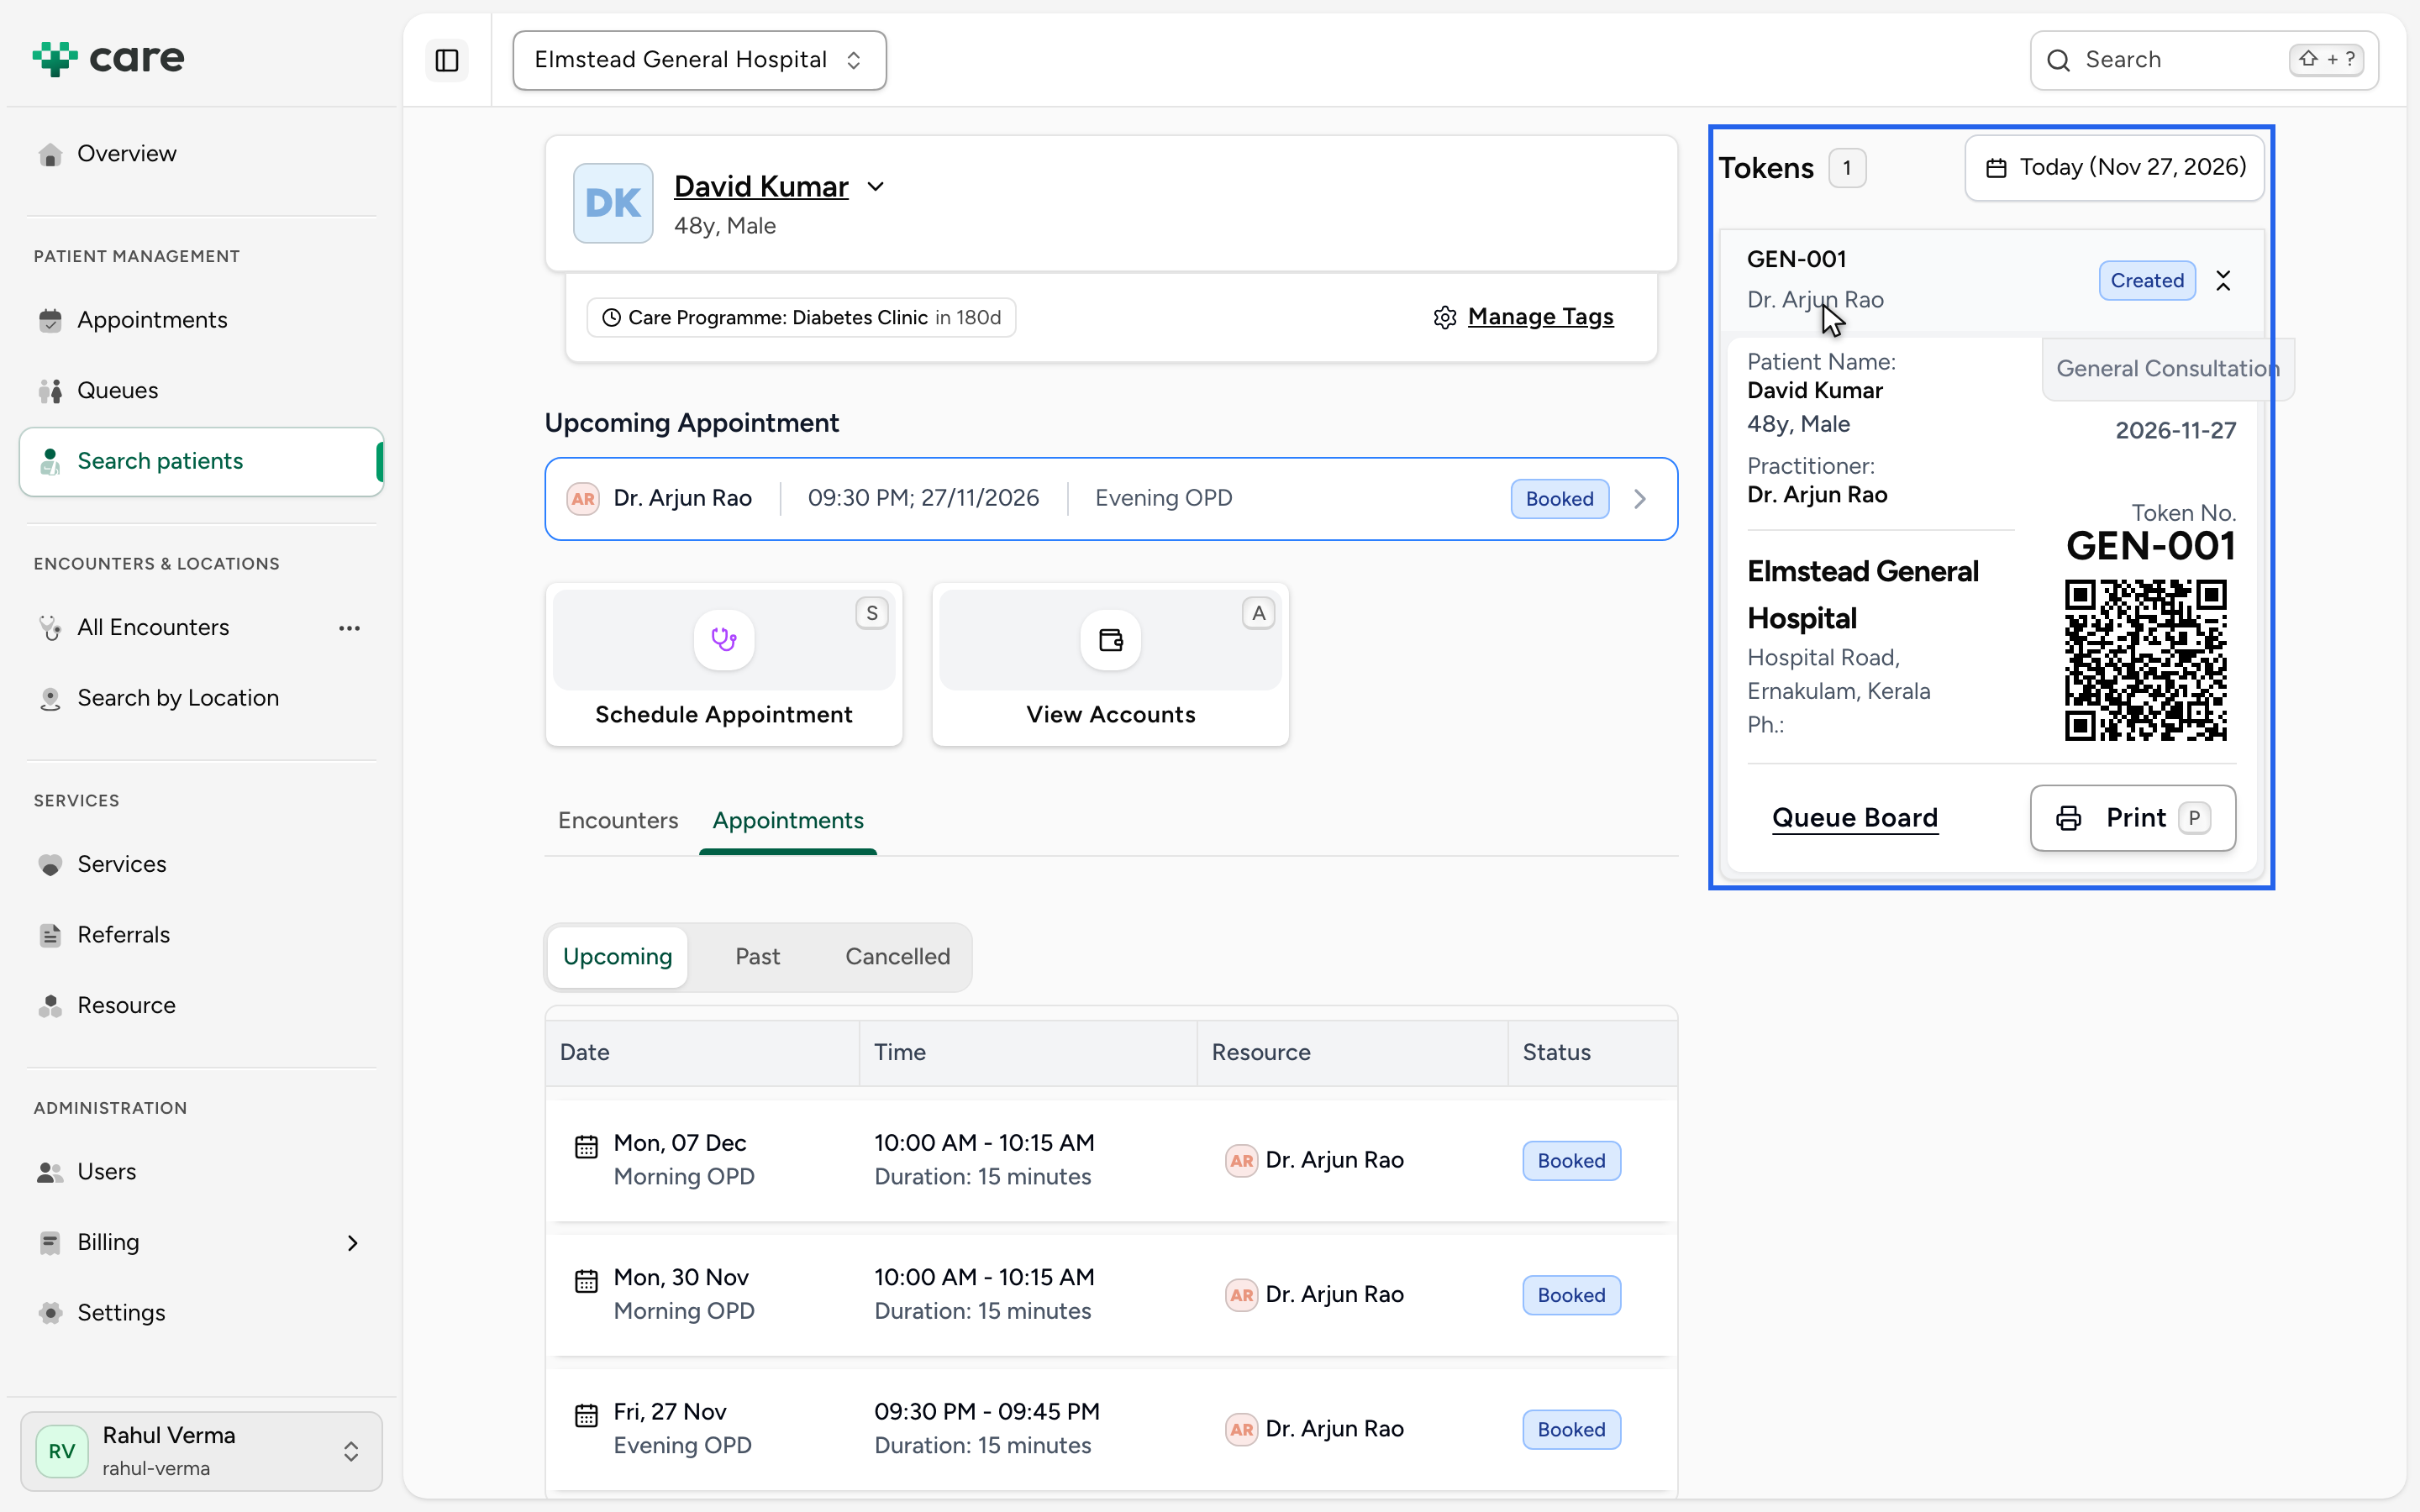 care
Elmstead General Hospital
Search
+ ?
Overview
PATIENT MANAGEMENT
Appointments
Queues
Search patients
ENCOUNTERS & LOCATIONS
All Encounters
Search by Location
SERVICES
Services
Referrals
Resource
ADMINISTRATION
Users
Billing
Settings
RV
Rahul Verma
rahul-verma
DK
David Kumar
48y, Male
Care Programme: Diabetes Clinic in 180d
Manage Tags
Upcoming Appointment
AR Dr. Arjun Rao 09:30 PM; 27/11/2026 Evening OPD Booked
S
Schedule Appointment
A
View Accounts
Encounters Appointments
Upcoming Past Cancelled
Date Time Resource Status
Mon, 07 Dec
Morning OPD
10:00 AM - 10:15 AM
Duration: 15 minutes
AR Dr. Arjun Rao
Booked
Mon, 30 Nov
Morning OPD
10:00 AM - 10:15 AM
Duration: 15 minutes
AR Dr. Arjun Rao
Booked
Fri, 27 Nov
Evening OPD
09:30 PM - 09:45 PM
Duration: 15 minutes
AR Dr. Arjun Rao
Booked
Tokens 1
Today (Nov 27, 2026)
GEN-001
Dr. Arjun Rao
Created
Patient Name:
David Kumar
48y, Male
General Consultation
2026-11-27
Practitioner:
Dr. Arjun Rao
Token No.
GEN-001
Elmstead General
Hospital
Hospital Road,
Ernakulam, Kerala
Ph.:
Queue Board
Print P